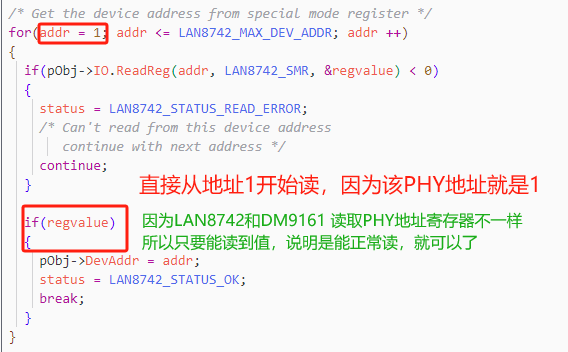 /* Get the device address from special mode register */
for(addr = 1; addr <= LAN8742_MAX_DEV_ADDR; addr ++)
{
if(pObj->IO.ReadReg(addr, LAN8742_SMR, &regvalue) < 0)
{
status = LAN8742_STATUS_READ_ERROR;
/* Can't read from this device address
continue with next address */
continue;
}
直接从地址1开始读，因为该PHY地址就是1
if(regvalue)
因为LAN8742和DM9161 读取PHY地址寄存器不一样
{
所以只要能读到值，说明是能正常读，就可以了
pObj->DevAddr = addr;
status = LAN8742_STATUS_OK;
break;
}
}